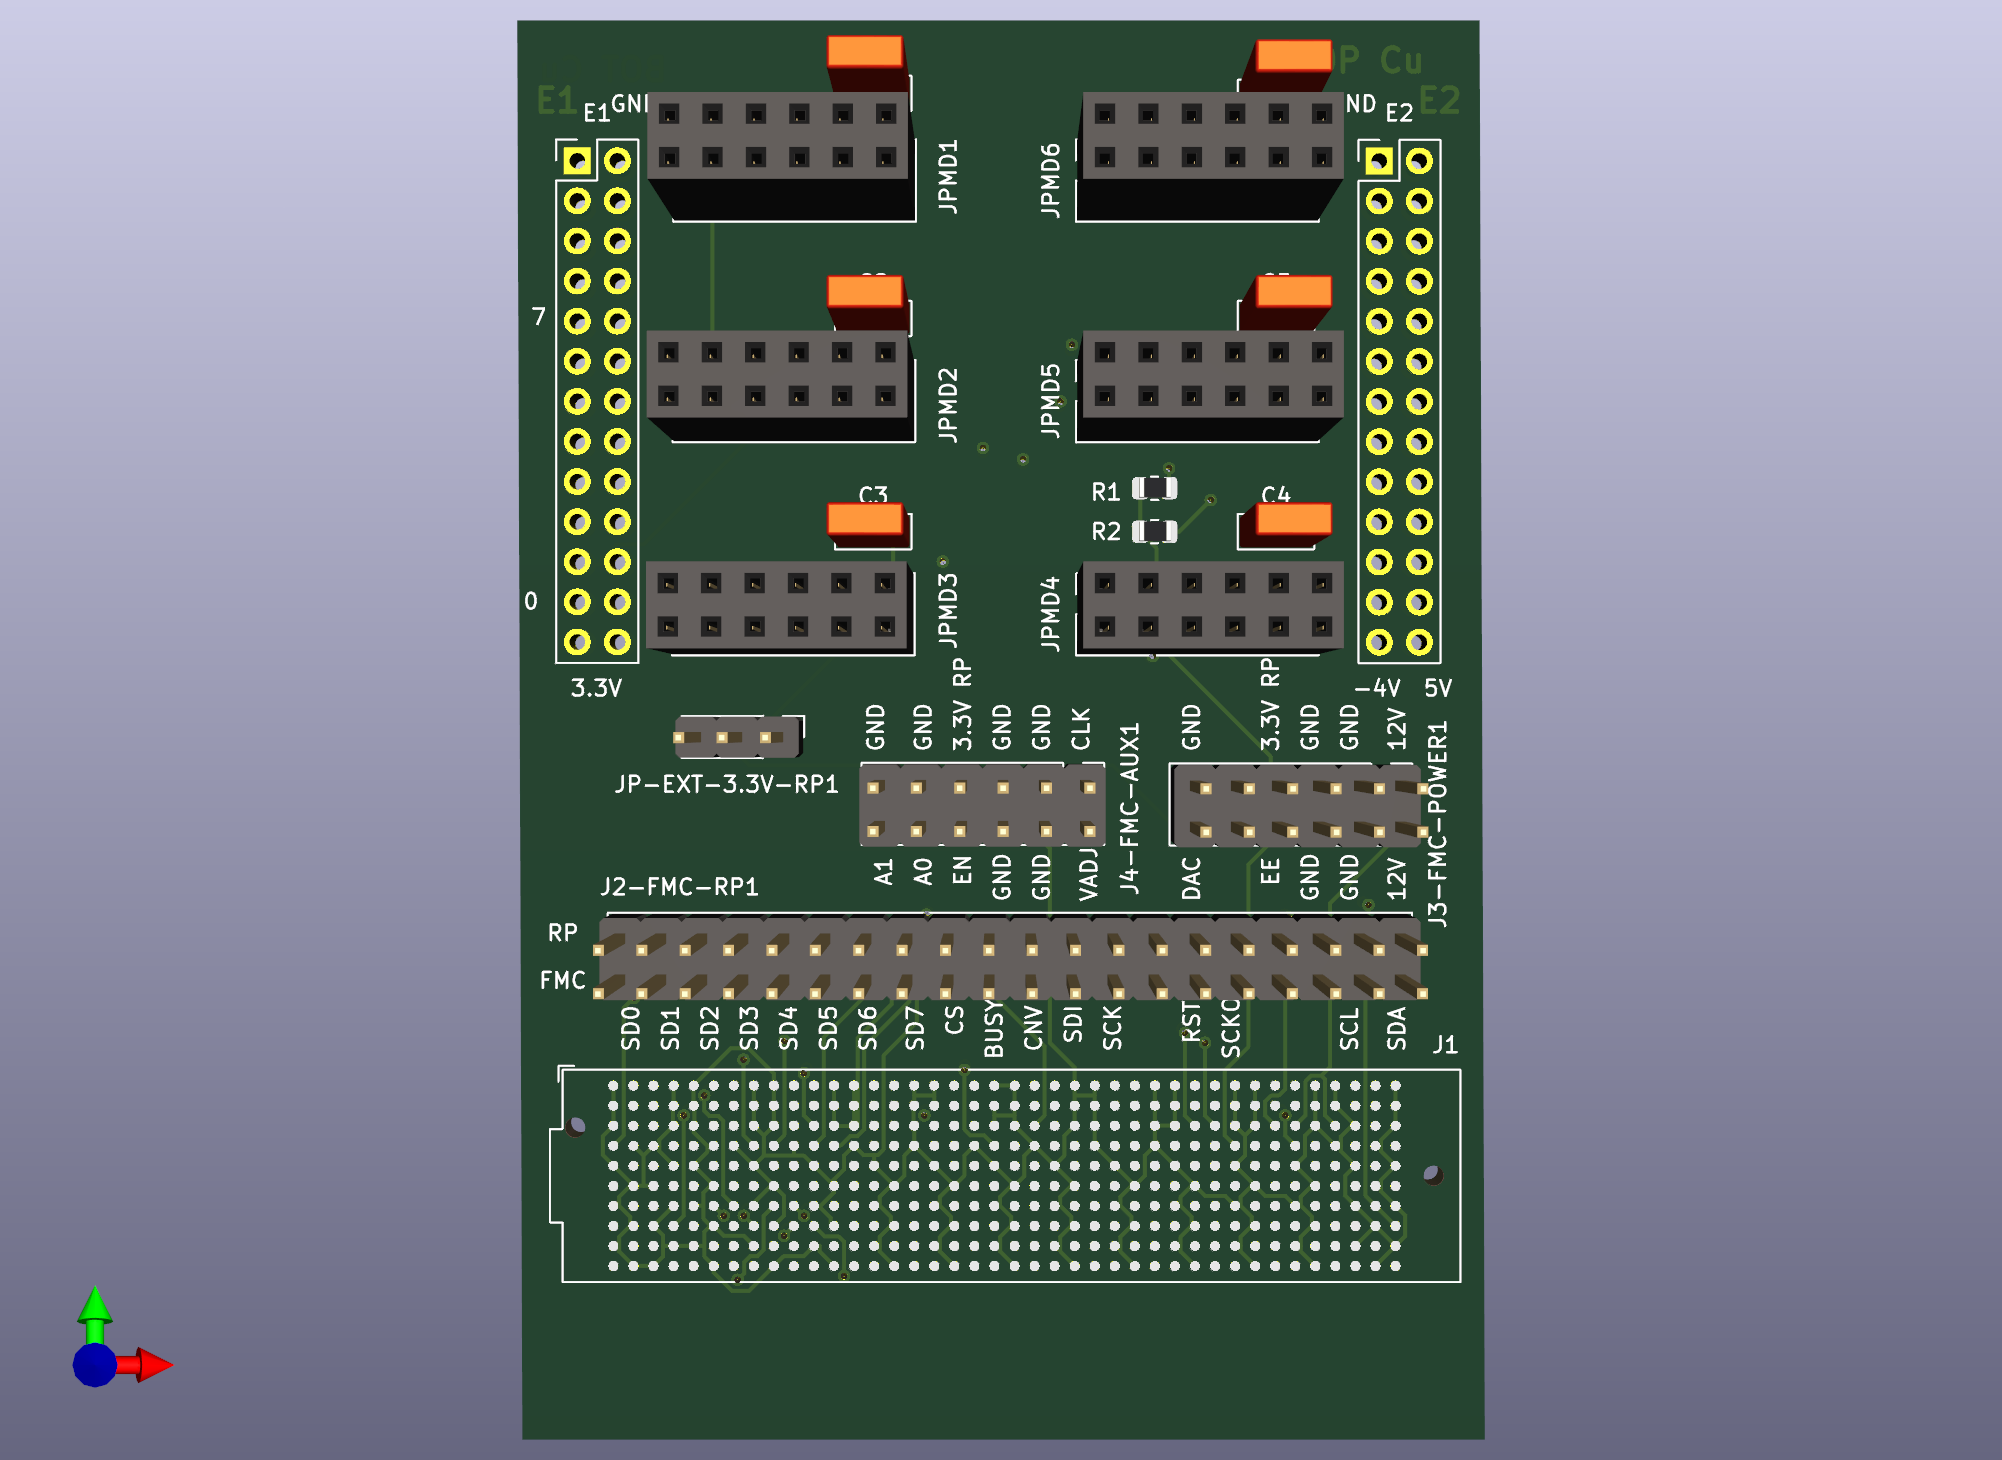 P Cu
E1
E1
GN
ND
E2
E2
JPMD1
JPMD6
7
JPMD2
JPMD5
C3
R1
C4
R2
0
JPMD3
JPMD4
3.3V
-4V
5V
GND
GND
3.3V RP
GND
GND
CLK
GND
3.3V RP
GND
GND
12V
JP-EXT-3.3V-RP1
J4-FMC-AUX1
J3-FMC-POWER1
A1
A0
EN
GND
GND
VADJ
DAC
EE
GND
GND
12V
J2-FMC-RP1
RP
FMC
SD0
SD1
SD2
SD3
SD4
SD5
SD6
SD7
CS
BUSY
CNV
SDI
SCK
RST
SCKO
SCL
SDA
J1